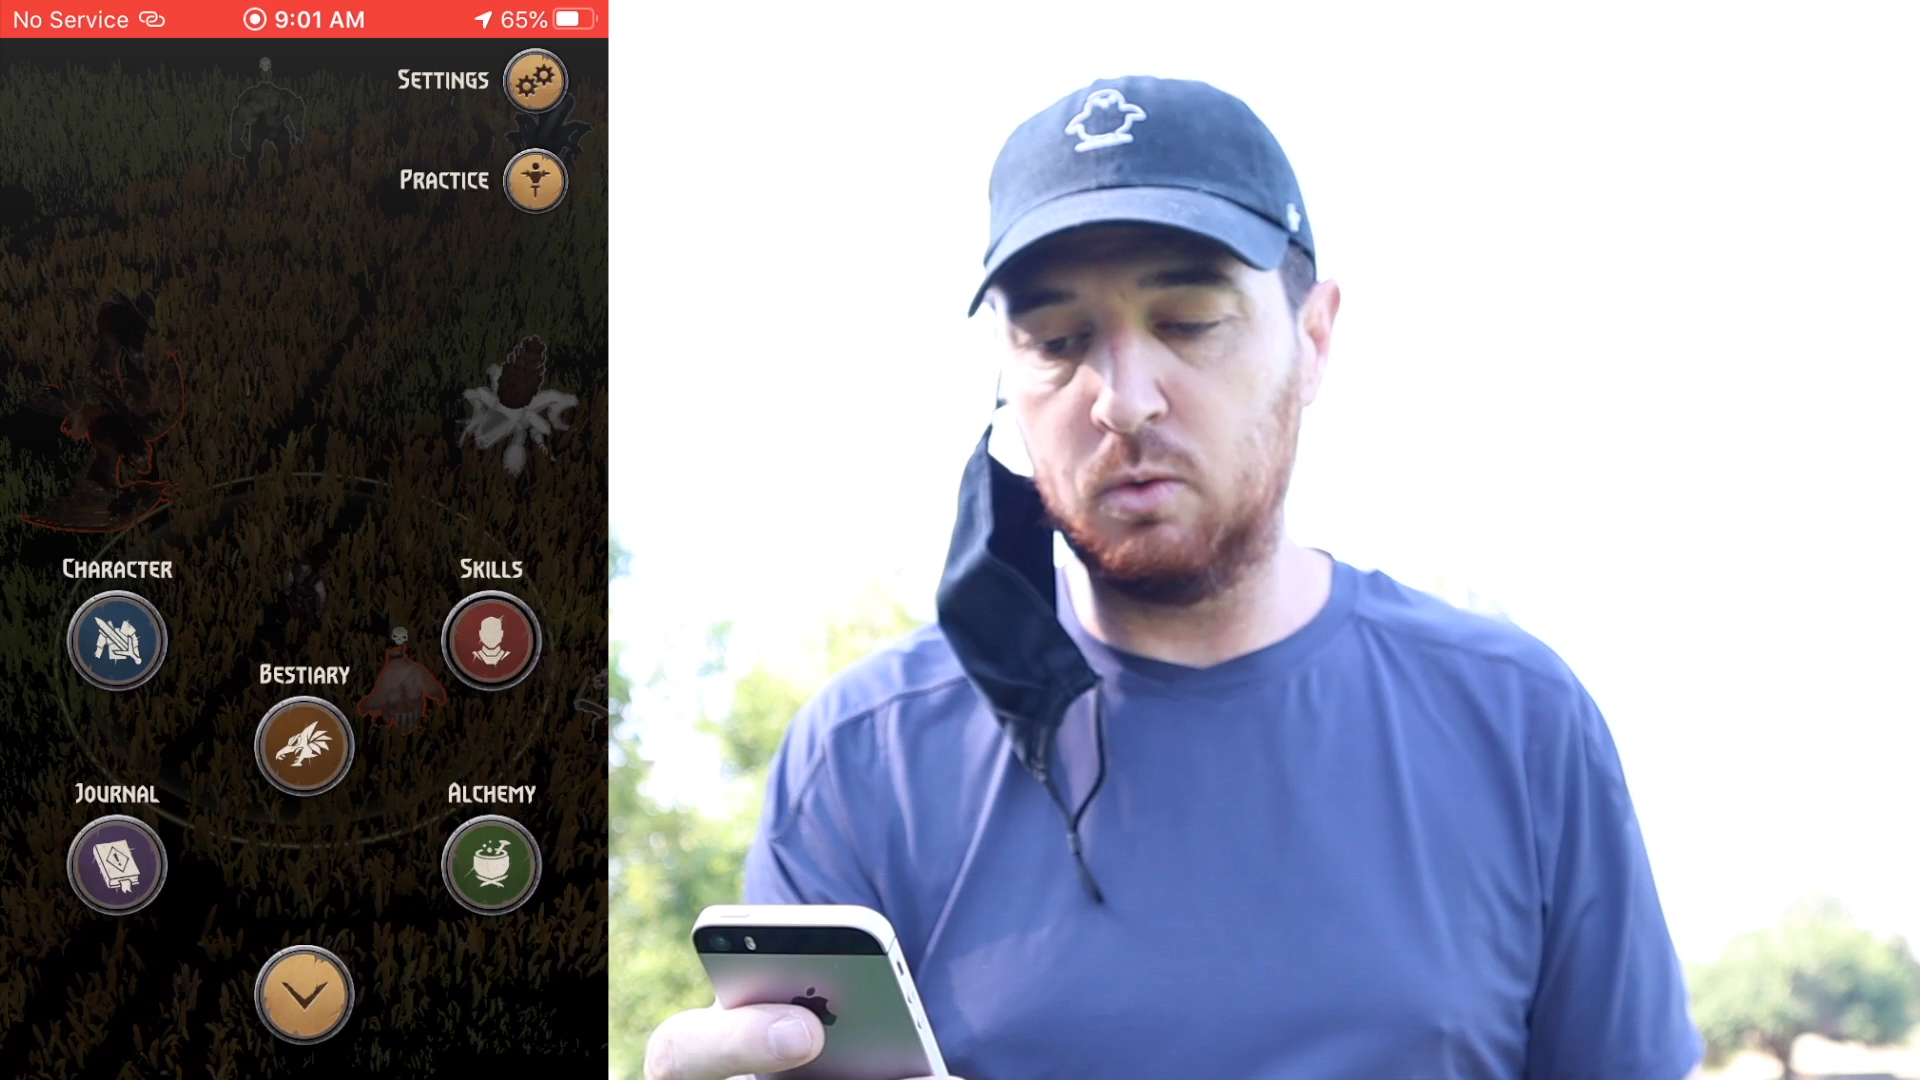 No Service 9:01 AM 65%
SETTINGS
PRACTICE
CHARACTER
SKILLS
BESTIARY
JOURNAL
ALCHEMY